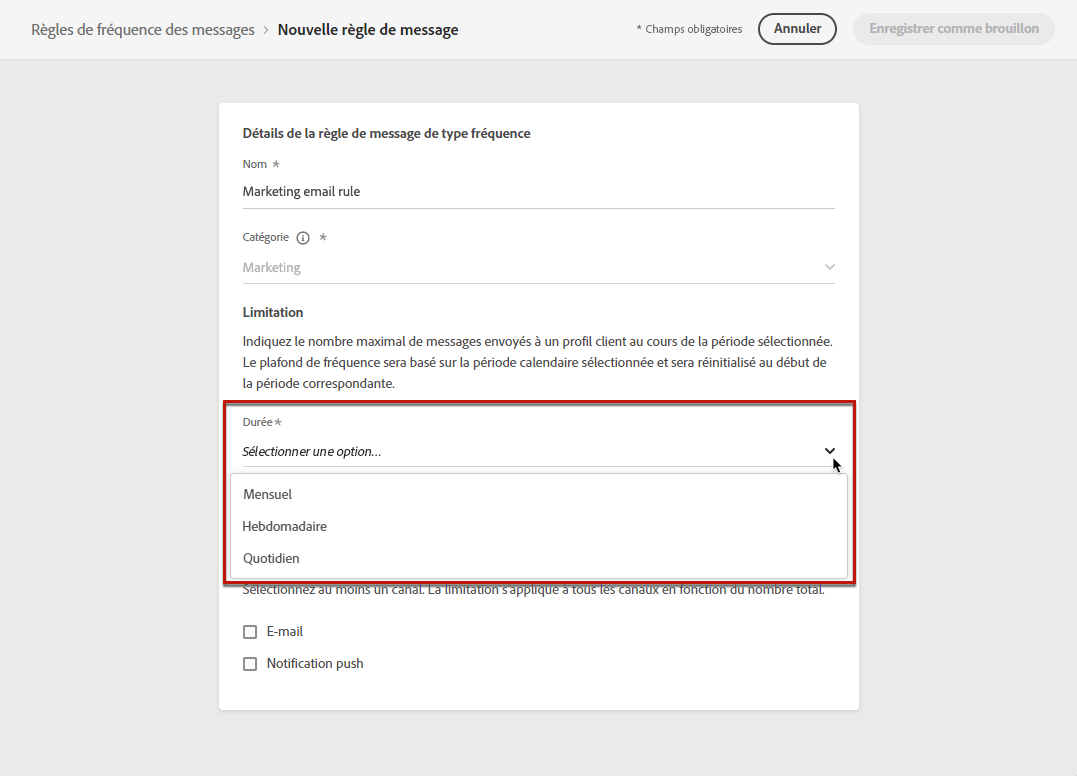 Règles de fréquence des messages > Nouvelle règle de message
* Champs obligatoires
Annuler
Enregistrer comme brouillon
Détails de la règle de message de type fréquence
Nom *
Marketing email rule
Catégorie *
Marketing
Limitation
Indiquez le nombre maximal de messages envoyés à un profil client au cours de la période sélectionnée.
Le plafond de fréquence sera basé sur la période calendaire sélectionnée et sera réinitialisé au début de
la période correspondante.
Durée *
Sélectionner une option...
Mensuel
Hebdomadaire
Quotidien
Sélectionnez au moins un canal. La limitation s'applique à tous les canaux en fonction du nombre total.
E-mail
Notification push